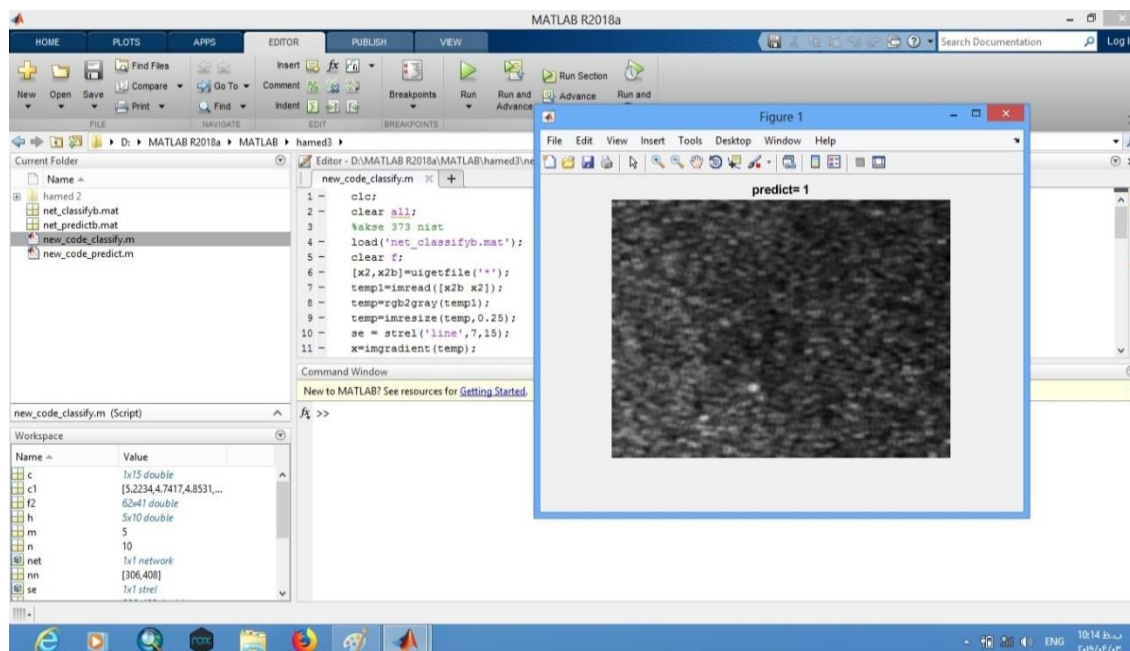 MATLAB R2018a
HOME PLOTS APPS EDITOR PUBLISH VIEW
Search Documentation
Log I
New
Open
Save
Find Files
Compare
Print
FILE
Go To
Find
NAVIGATE
Insert
Comment
Indent
EDIT
Breakpoints
BREAKPOINTS
Run
Run and
Advance
Run Section
Advance
Run and
D: MATLAB R2018a MATLAB hamed3
Current Folder
Name
hamed 2
net_classifyb.mat
net_predictb.mat
new_code_classify.m
new_code_predict.m
new_code_classify.m (Script)
Workspace
Name Value
c 1x15 double
c1 [5.2234,4.7417,4.8531,...
f2 62x41 double
h 5x10 double
m 5
n 10
net 1x1 network
nn [306,408]
se 1x1 strel
Editor - D:\MATLAB R2018a\MATLAB\hamed3\ne
new_code_classify.m
1 - clc;
2 - clear all;
3 %akse 373 nist
4 - load('net_classifyb.mat');
5 - clear f;
6 - [x2,x2b]=uigetfile('*');
7 - temp1=imread([x2b x2]);
8 - temp=rgb2gray(temp1);
9 - temp=imresize(temp,0.25);
10 - se = strel('line',7,15);
11 - x=imgradient(temp);
Command Window
New to MATLAB? See resources for Getting Started.
fx >>
Figure 1
File Edit View Insert Tools Desktop Window Help
predict= 1
nox
ENG
10:14 ب.ظ